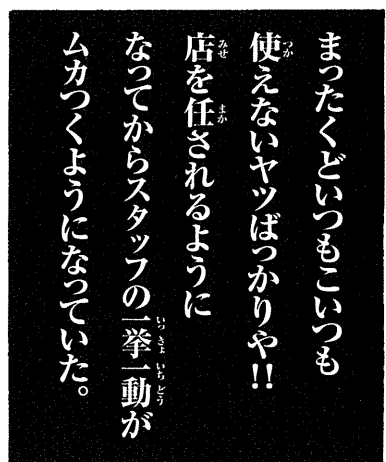 まったくどいつもこいつも
使えないヤツばっかりや!!
店を任されるように
なってからスタッフの一挙一動が
ムカつくようになっていた。